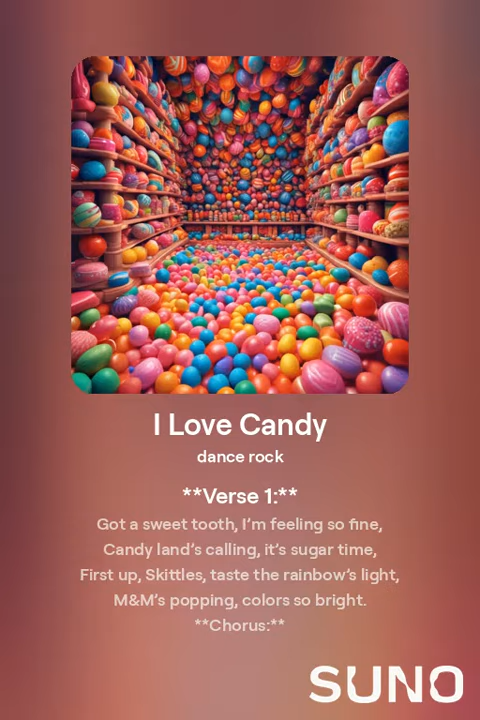 I Love Candy
dance rock
**Verse 1:**
Got a sweet tooth, I'm feeling so fine,
Candy land's calling, it's sugar time,
First up, Skittles, taste the rainbow's light,
M&M's popping, colors so bright.
**Chorus:**
SUNO